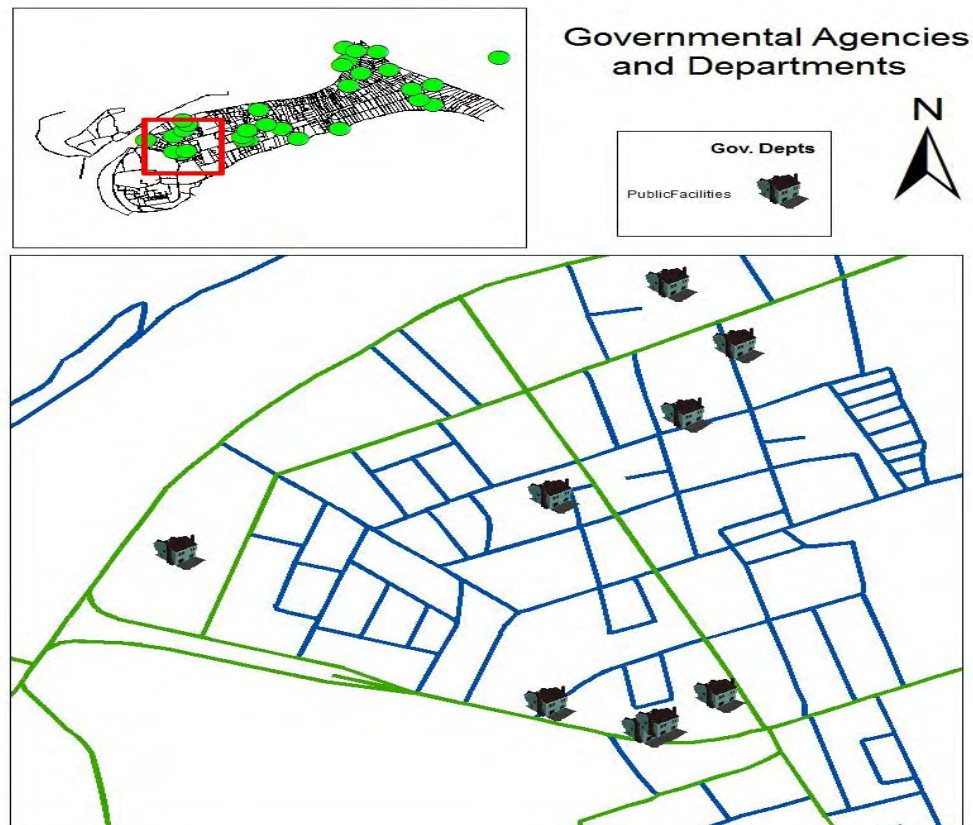 Governmental Agencies
and Departments
N
Gov. Depts
PublicFacilities